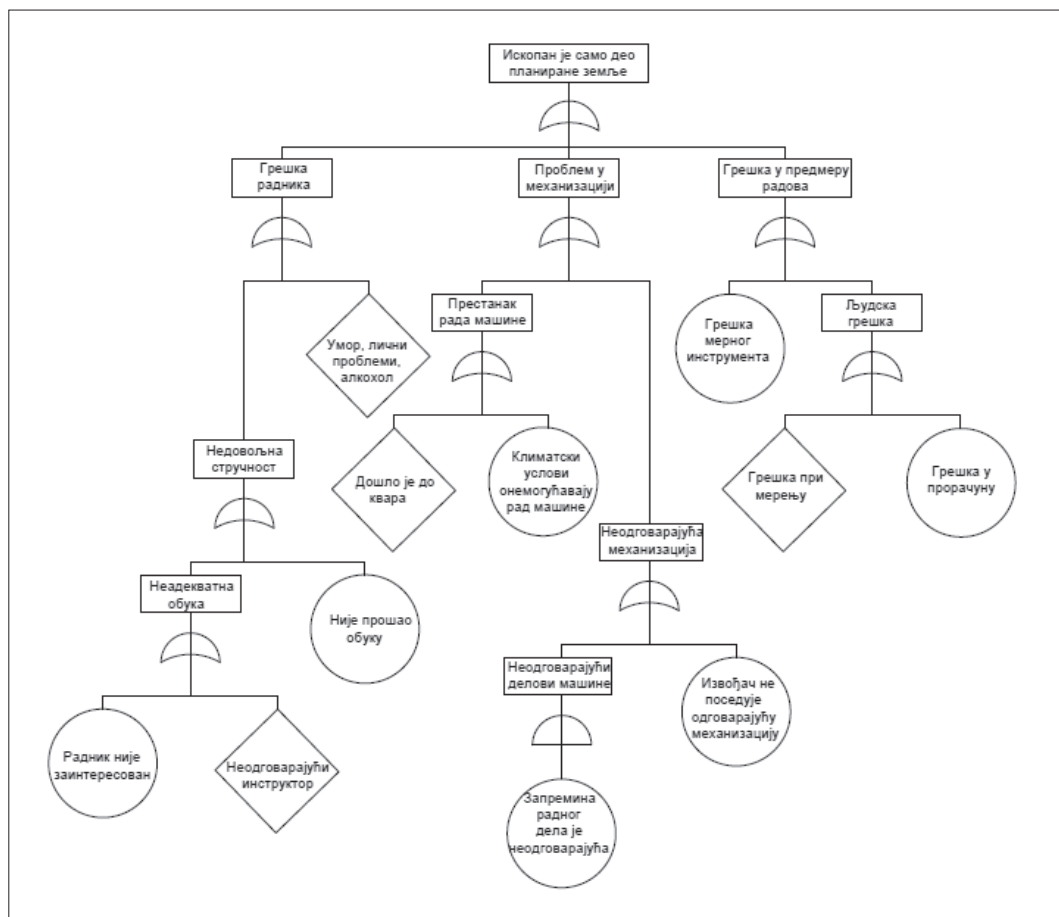 Ископан је само део
планиране земље
Грешка
радника
Проблем у
механизацији
Грешка у предмеру
радова
Престанак
рада машине
Умор, лични
проблеми,
алкохол
Грешка
мерног
инструмента
Људска
грешка
Недовољна
стручност
Дошло је до
квара
Климатски
услови
онемогућавају
рад машине
Грешка при
мерењу
Грешка у
прорачуну
Неодговарајућа
механизација
Неадекватна
обука
Није прошао
обуку
Неодговарајући
делови машине
Извођач не
поседује
одговарајућу
механизацију
Радник није
заинтересован
Неодговарајући
инструктор
Запремина
радног
дела је
неодговарајућа